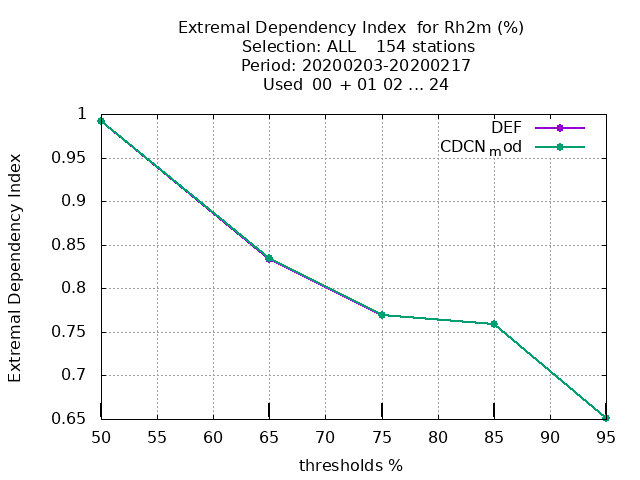 Extremal Dependency Index  for Rh2m (%)
Selection: ALL    154 stations
Period: 20200203-20200217
Used  00 + 01 02 ... 24
DEF
CDCNmod
Extremal Dependency Index
1
0.95
0.9
0.85
0.8
0.75
0.7
0.65
50 55 60 65 70 75 80 85 90 95
thresholds %